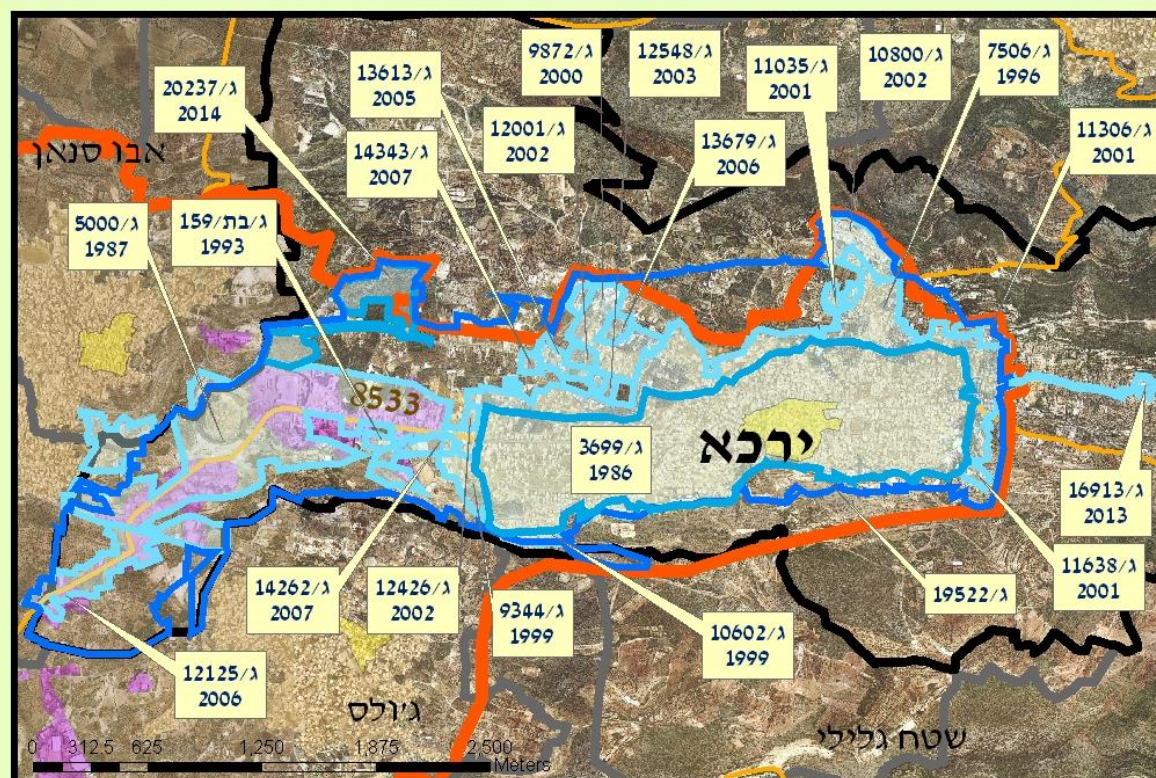 ג/9872
2000
ג/12548
2003
ג/11035
2001
ג/10800
2002
ג/7506
1996
ג/20237
2014
ג/13613
2005
ג/12001
2002
ג/13679
2006
ג/11306
2001
אבו סנאן
ג/14343
2007
ג/5000
1987
ג/בת/159
1993
8533
ג/3699
1986
ירכא
ג/16913
2013
ג/14262
2007
ג/12426
2002
ג/9344
1999
ג/10602
1999
ג/19522
ג/11638
2001
ג/12125
2006
ג'ולס
שטח גלילי
0 312.5 625 1,250 1,875 2,500
Meters